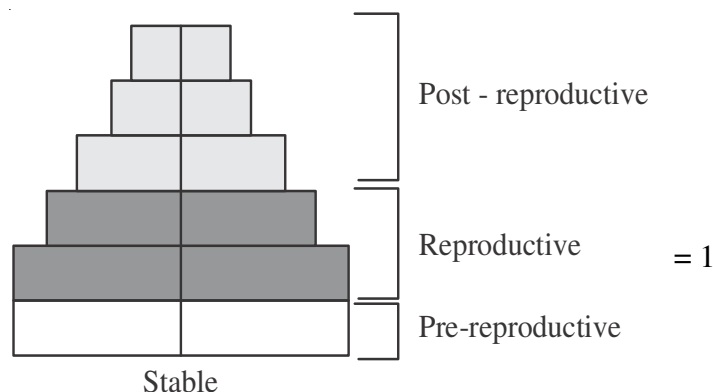 Post - reproductive
Reproductive
= 1
Pre-reproductive
Stable